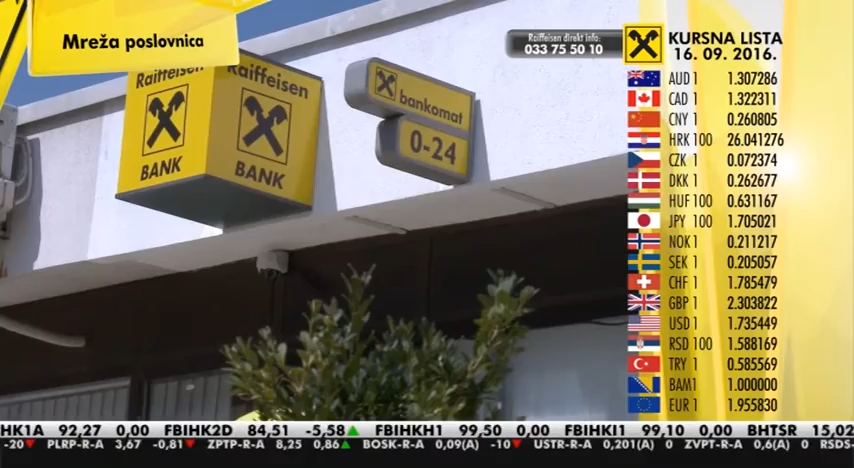 Mreža poslovnica
Raiffeisen
BANK
Raiffeisen
BANK
bankomat
0-24
Raiffeisen direkt info:
033 75 50 10
KURSNA LISTA
16. 09. 2016.
AUD 1 1.307286
CAD 1 1.322311
CNY 1 0.260805
HRK 100 26.041276
CZK 1 0.072374
DKK 1 0.262677
HUF 100 0.631167
JPY 100 1.705021
NOK 1 0.211217
SEK 1 0.205057
CHF 1 1.785479
GBP 1 2.303822
USD 1 1.735449
RSD 100 1.588169
TRY 1 0.585569
BAM 1 1.000000
EUR 1 1.955830
HK1A 92,27 0,00 FBIHK2D 84,51 -5,58 FBIHKH1 99,50 0,00 FBIHKI1 99,10 0,00 BHTSR 15,02
-20 PLRP-R-A 3,67 -0,81 ZPTP-R-A 8,25 0,86 BOSK-R-A 0,09(A) -10 USTR-R-A 0,201(A) 0 ZVPT-R-A 0,6(A) 0 RSDS-